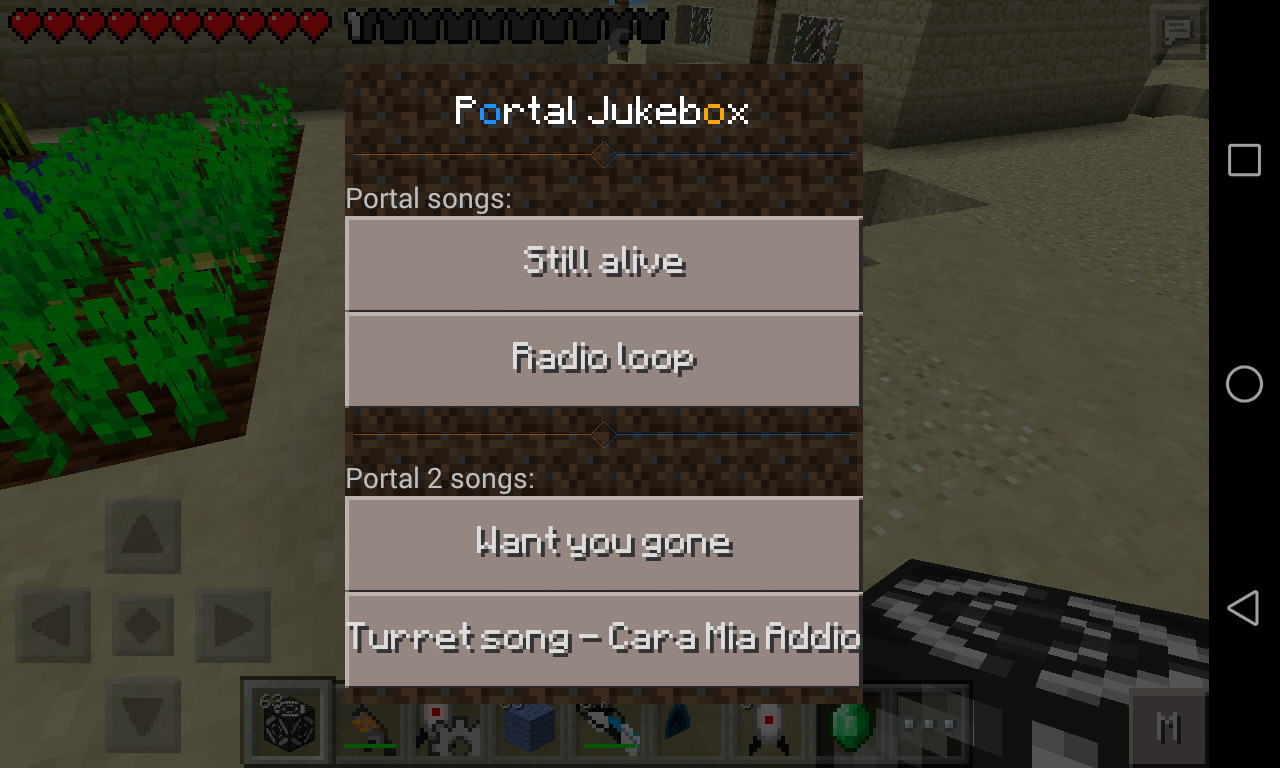 Portal Jukebox
Portal songs:
Still alive
Radio loop
Portal 2 songs:
Want you gone
Turret song - Cara Mia Addio
M